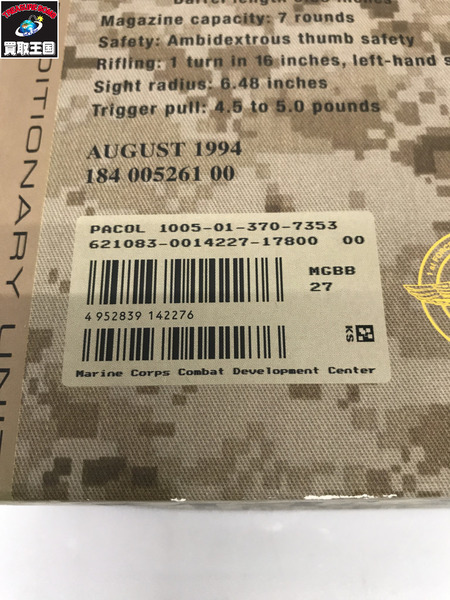 買取王国
Magazine capacity: 7 rounds
Safety: Ambidextrous thumb safety
Rifling: 1 turn in 16 inches, left-hand
Sight radius: 6.48 inches
Trigger pull: 4.5 to 5.0 pounds
AUGUST 1994
184 005261 00
PACOL 1005-01-370-7353
621083-0014227-17800 00
MGBB
27
4 952839 142276
KS
Marine Corps Combat Development Center
DITIONARY UNIT